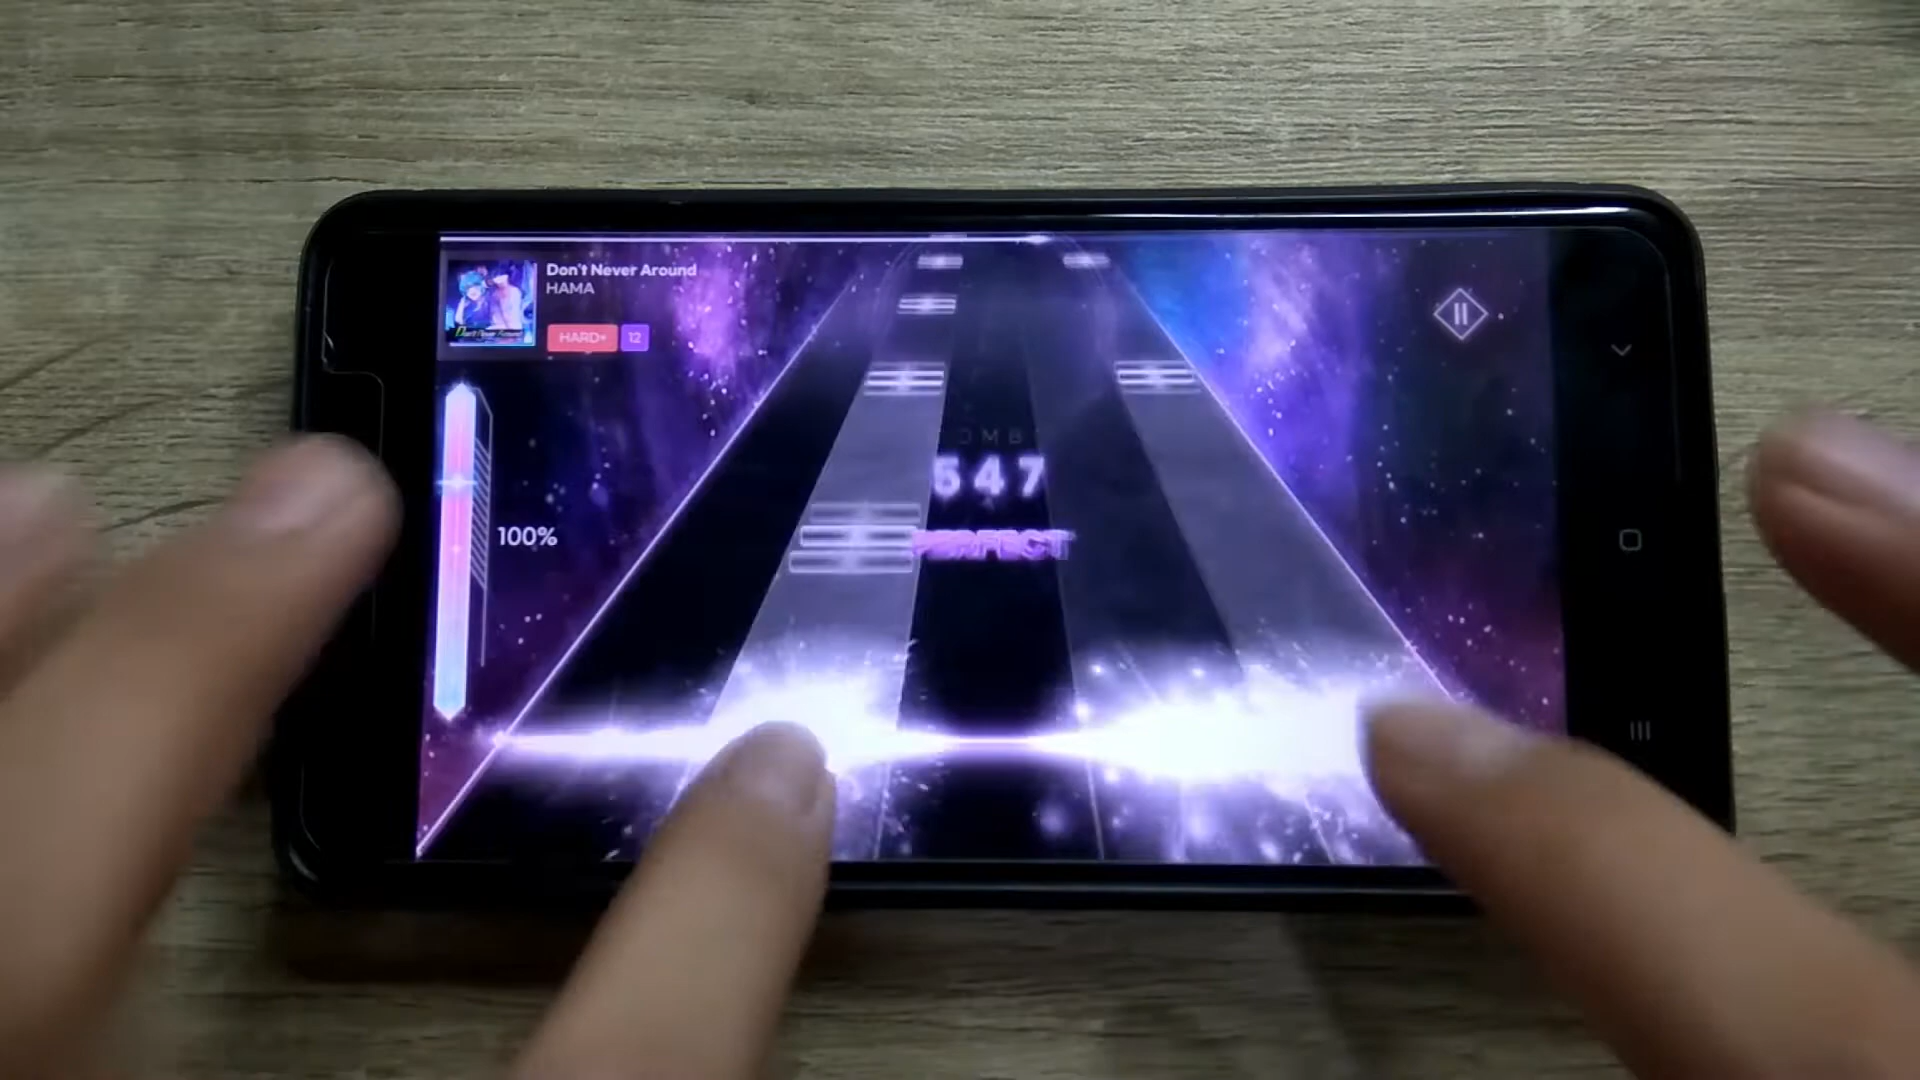 Don't Never Around
HAMA
HARD+ 12
547
PERFECT
100%